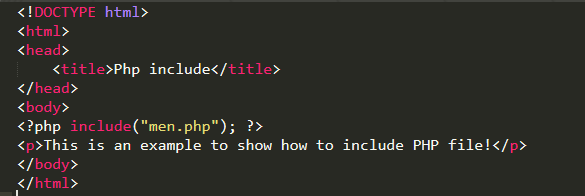 <!DOCTYPE html>
<html>
<head>
    <title>Php include</title>
</head>
<body>
<?php include("men.php"); ?>
<p>This is an example to show how to include PHP file!</p>
</body>
</html>